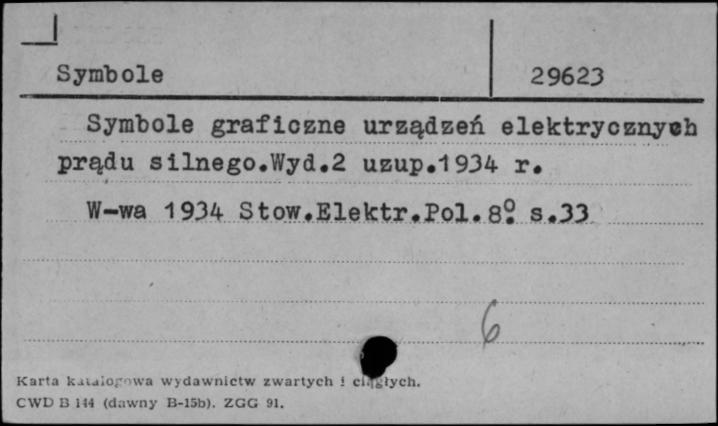 Symbole 29623
Symbole graficzne urządzeń elektrycznych
prądu silnego.Wyd.2 uzup.1934 r.
W-wa 1934 Stow.Elektr.Pol.8º. s.33
6
Karta katalogowa wydawnictw zwartych i ciągłych.
CWD B 144 (dawny B-15b). ZGG 91.